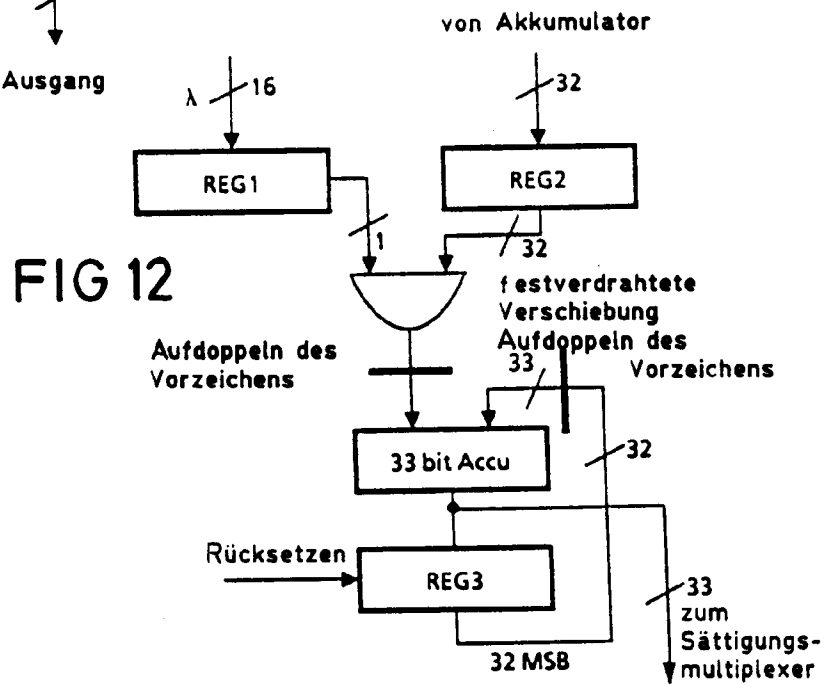 von Akkumulator
Ausgang
λ
16
32
REG1
REG2
1
32
FIG 12
festverdrahtete
Verschiebung
Aufdoppeln des
Vorzeichens
Aufdoppeln des
Vorzeichens
33
33 bit Accu
32
Rücksetzen
REG3
32 MSB
33
zum
Sättigungs-
multiplexer